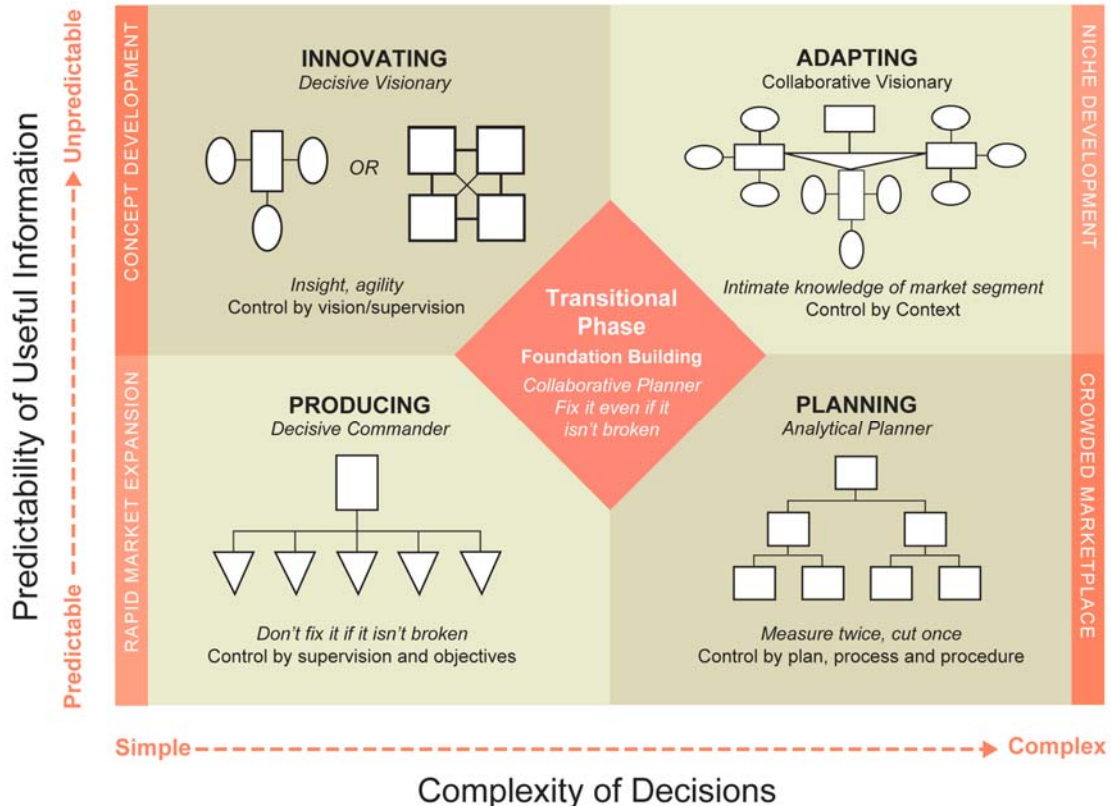 Predictability of Useful Information
Unpredictable
Predictable
CONCEPT DEVELOPMENT
RAPID MARKET EXPANSION
INNOVATING
Decisive Visionary
OR
Insight, agility
Control by vision/supervision
ADAPTING
Collaborative Visionary
Intimate knowledge of market segment
Control by Context
NICHE DEVELOPMENT
Transitional
Phase
Foundation Building
Collaborative Planner
Fix it even if it
isn't broken
PRODUCING
Decisive Commander
Don't fix it if it isn't broken
Control by supervision and objectives
PLANNING
Analytical Planner
Measure twice, cut once
Control by plan, process and procedure
CROWDED MARKETPLACE
Simple
Complex
Complexity of Decisions